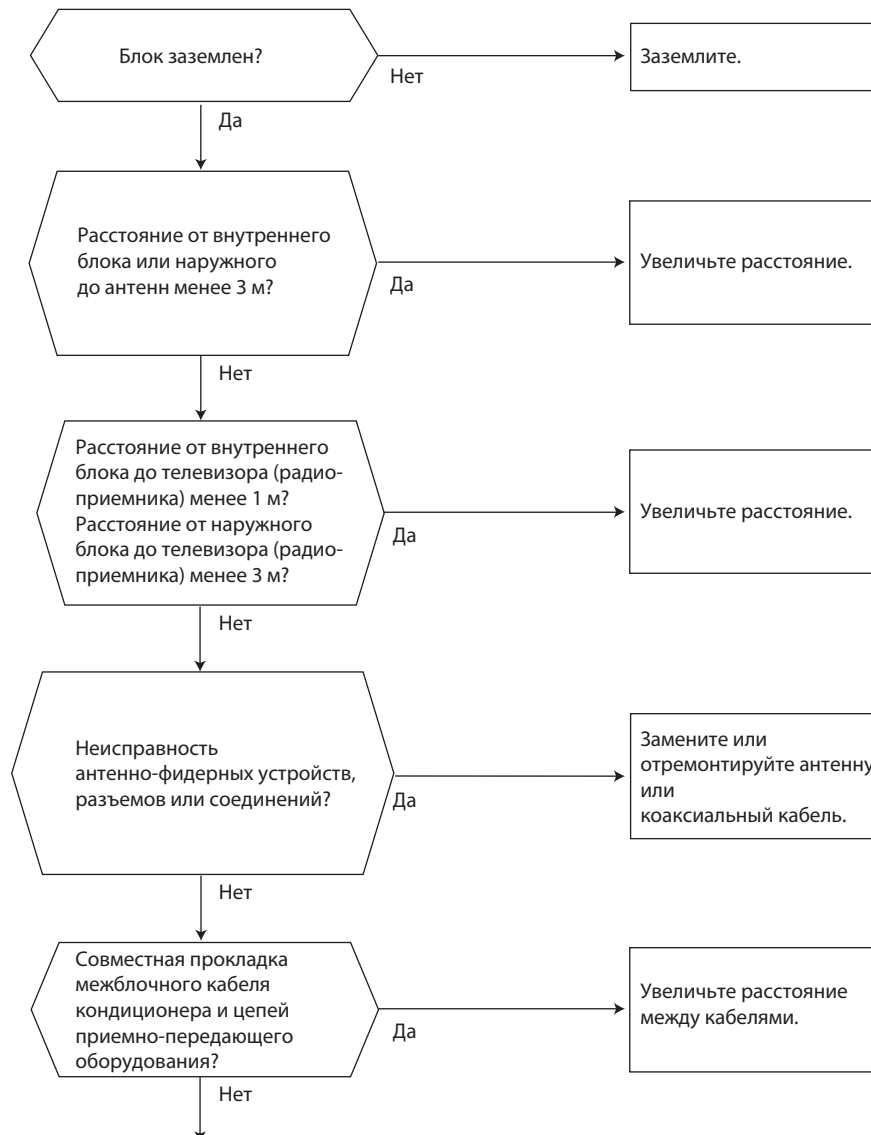 Блок заземлен?
Нет
Заземлите.
Да
Расстояние от внутреннего
блока или наружного
до антенн менее 3 м?
Да
Увеличьте расстояние.
Нет
Расстояние от внутреннего
блока до телевизора (радио-
приемника) менее 1 м?
Расстояние от наружного
блока до телевизора (радио-
приемника) менее 3 м?
Да
Увеличьте расстояние.
Нет
Неисправность
антенно-фидерных устройств,
разъемов или соединений?
Да
Замените или
отремонтируйте антенну
или
коаксиальный кабель.
Нет
Совместная прокладка
межблочного кабеля
кондиционера и цепей
приемно-передающего
оборудования?
Да
Увеличьте расстояние
между кабелями.
Нет